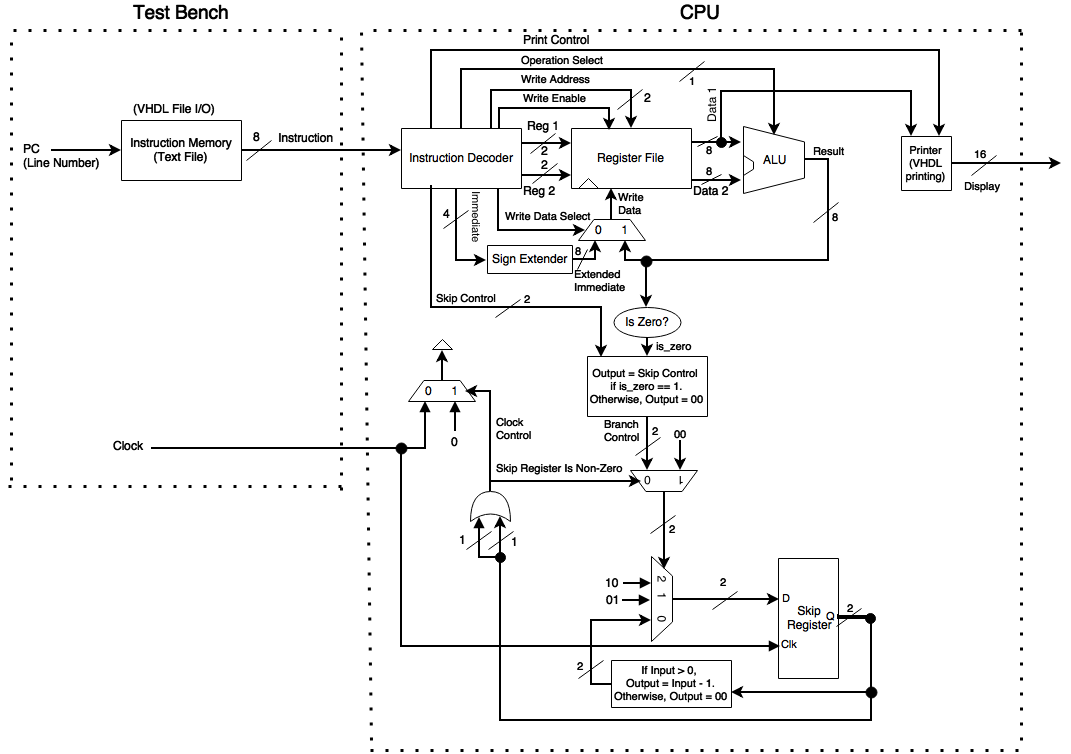 Test Bench
CPU
Print Control
Operation Select
1
Write Address
2
Write Enable
Data 1
(VHDL File I/O)
PC
(Line Number)
Instruction Memory
(Text File)
8
Instruction
Instruction Decoder
Reg 1
2
2
Reg 2
Register File
8
8
Data 2
ALU
Result
8
Printer
(VHDL
printing)
16
Display
4
Immediate
Write Data Select
Write
Data
0 1
Sign Extender
8
Extended
Immediate
Skip Control
2
Is Zero?
is_zero
Output = Skip Control
if is_zero == 1.
Otherwise, Output = 00
0 1
0
Clock
Clock
Control
Branch
Control
2
00
Skip Register Is Non-Zero
0 1
1
1
2
10
01
2 1 0
2
D
Skip
Register
Q
Clk
2
2
If Input > 0,
Output = Input - 1.
Otherwise, Output = 00